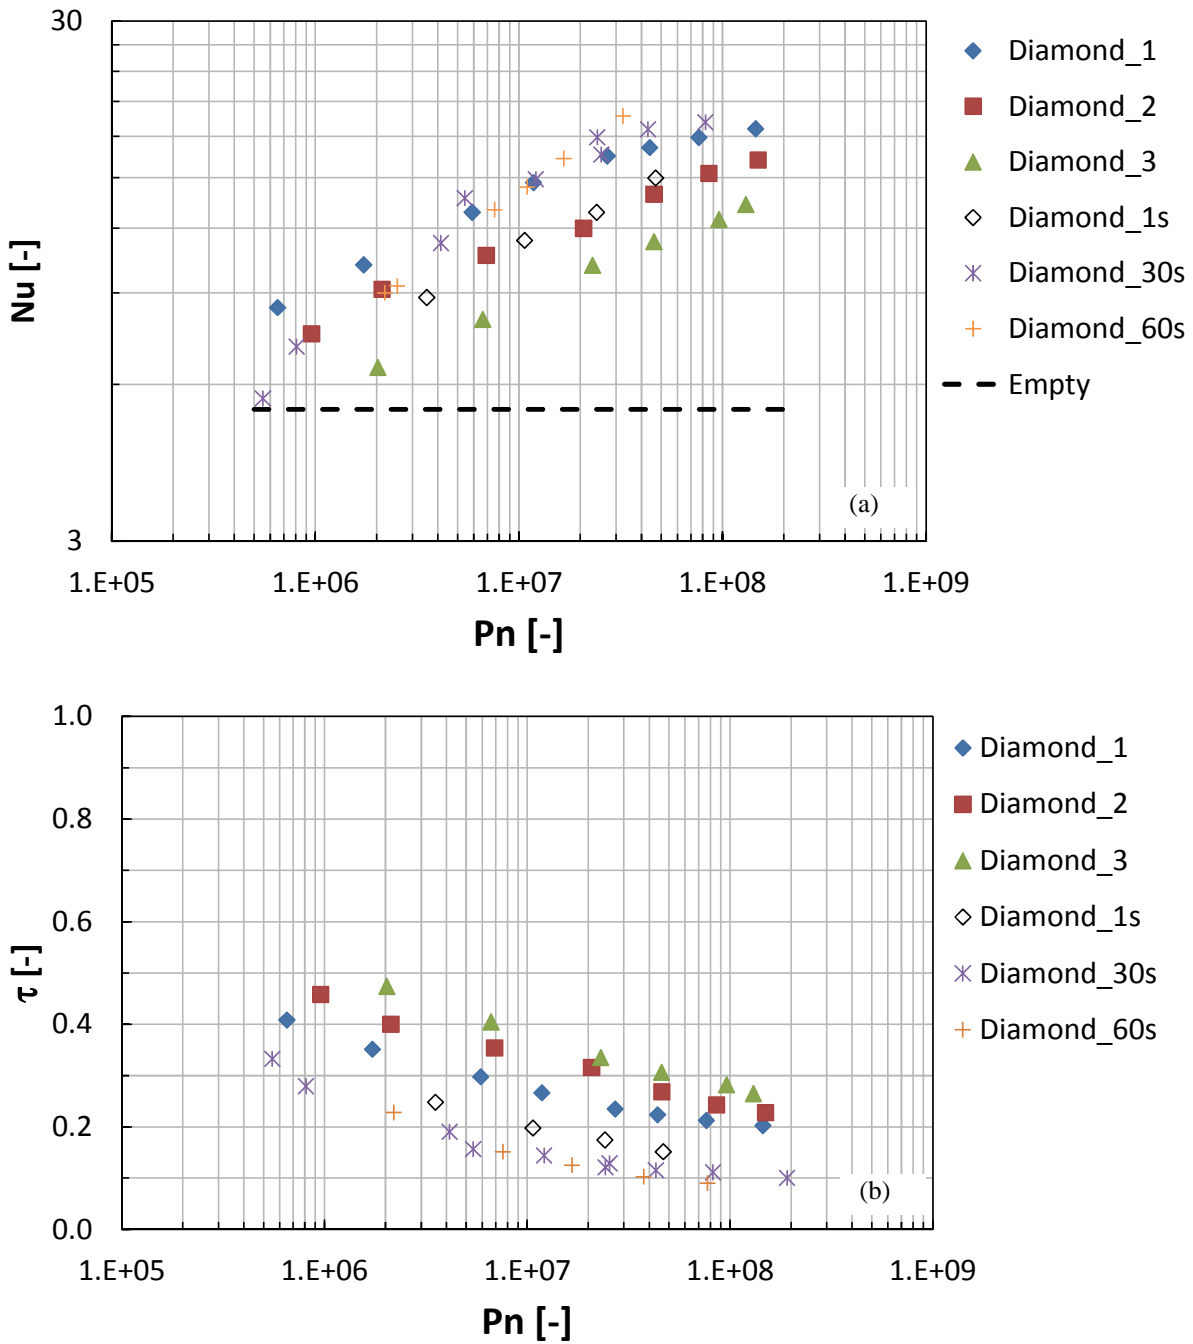 30
Nu [-]
3
1.E+05 1.E+06 1.E+07 1.E+08 1.E+09
Pn [-]
(a)
Diamond_1
Diamond_2
Diamond_3
Diamond_1s
Diamond_30s
Diamond_60s
Empty
1.0
0.8
0.6
0.4
0.2
0.0
τ [-]
1.E+05 1.E+06 1.E+07 1.E+08 1.E+09
Pn [-]
(b)
Diamond_1
Diamond_2
Diamond_3
Diamond_1s
Diamond_30s
Diamond_60s